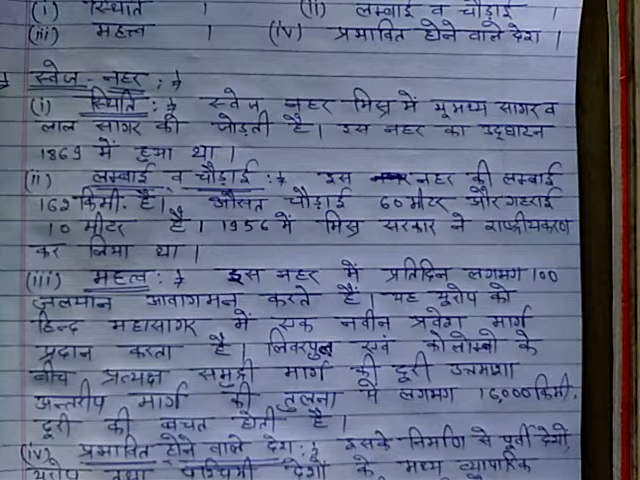 (i) स्थिति । (ii) लम्बाई व चौड़ाई ।
(iii) महत्त्व । (iv) प्रभावित होने वाले देश ।
स्वेज-नहर :→
(i) स्थिति :→ स्वेज नहर मिस्र में भूमध्य सागर व
लाल सागर को जोड़ती है। इस नहर का उद्घाटन
1869 में हुआ था।
(ii) लम्बाई व चौड़ाई :→ इस नहर की लम्बाई
162 किमी. है। औसत चौड़ाई 60 मीटर और गहराई
10 मीटर है। 1956 में मिस्र सरकार ने राष्ट्रीयकरण
कर लिया था।
(iii) महत्व :→ इस नहर में प्रतिदिन लगभग 100
जलयान आवागमन करते हैं। यह यूरोप को
हिन्द महासागर में एक नवीन प्रवेश मार्ग
प्रदान करता है। लिवरपुल एवं कोलोम्बो के
बीच प्रत्यक्ष समुद्री मार्ग की दूरी उत्तमाशा
अन्तरीप मार्ग की तुलना में लगभग 16,000 किमी.
दूरी की बचत होती है।
(iv) प्रभावित होने वाले देश :→ इसके निर्माण से पूर्वी देशों,
यूरोप तथा पश्चिमी देशों के मध्य व्यापारिक